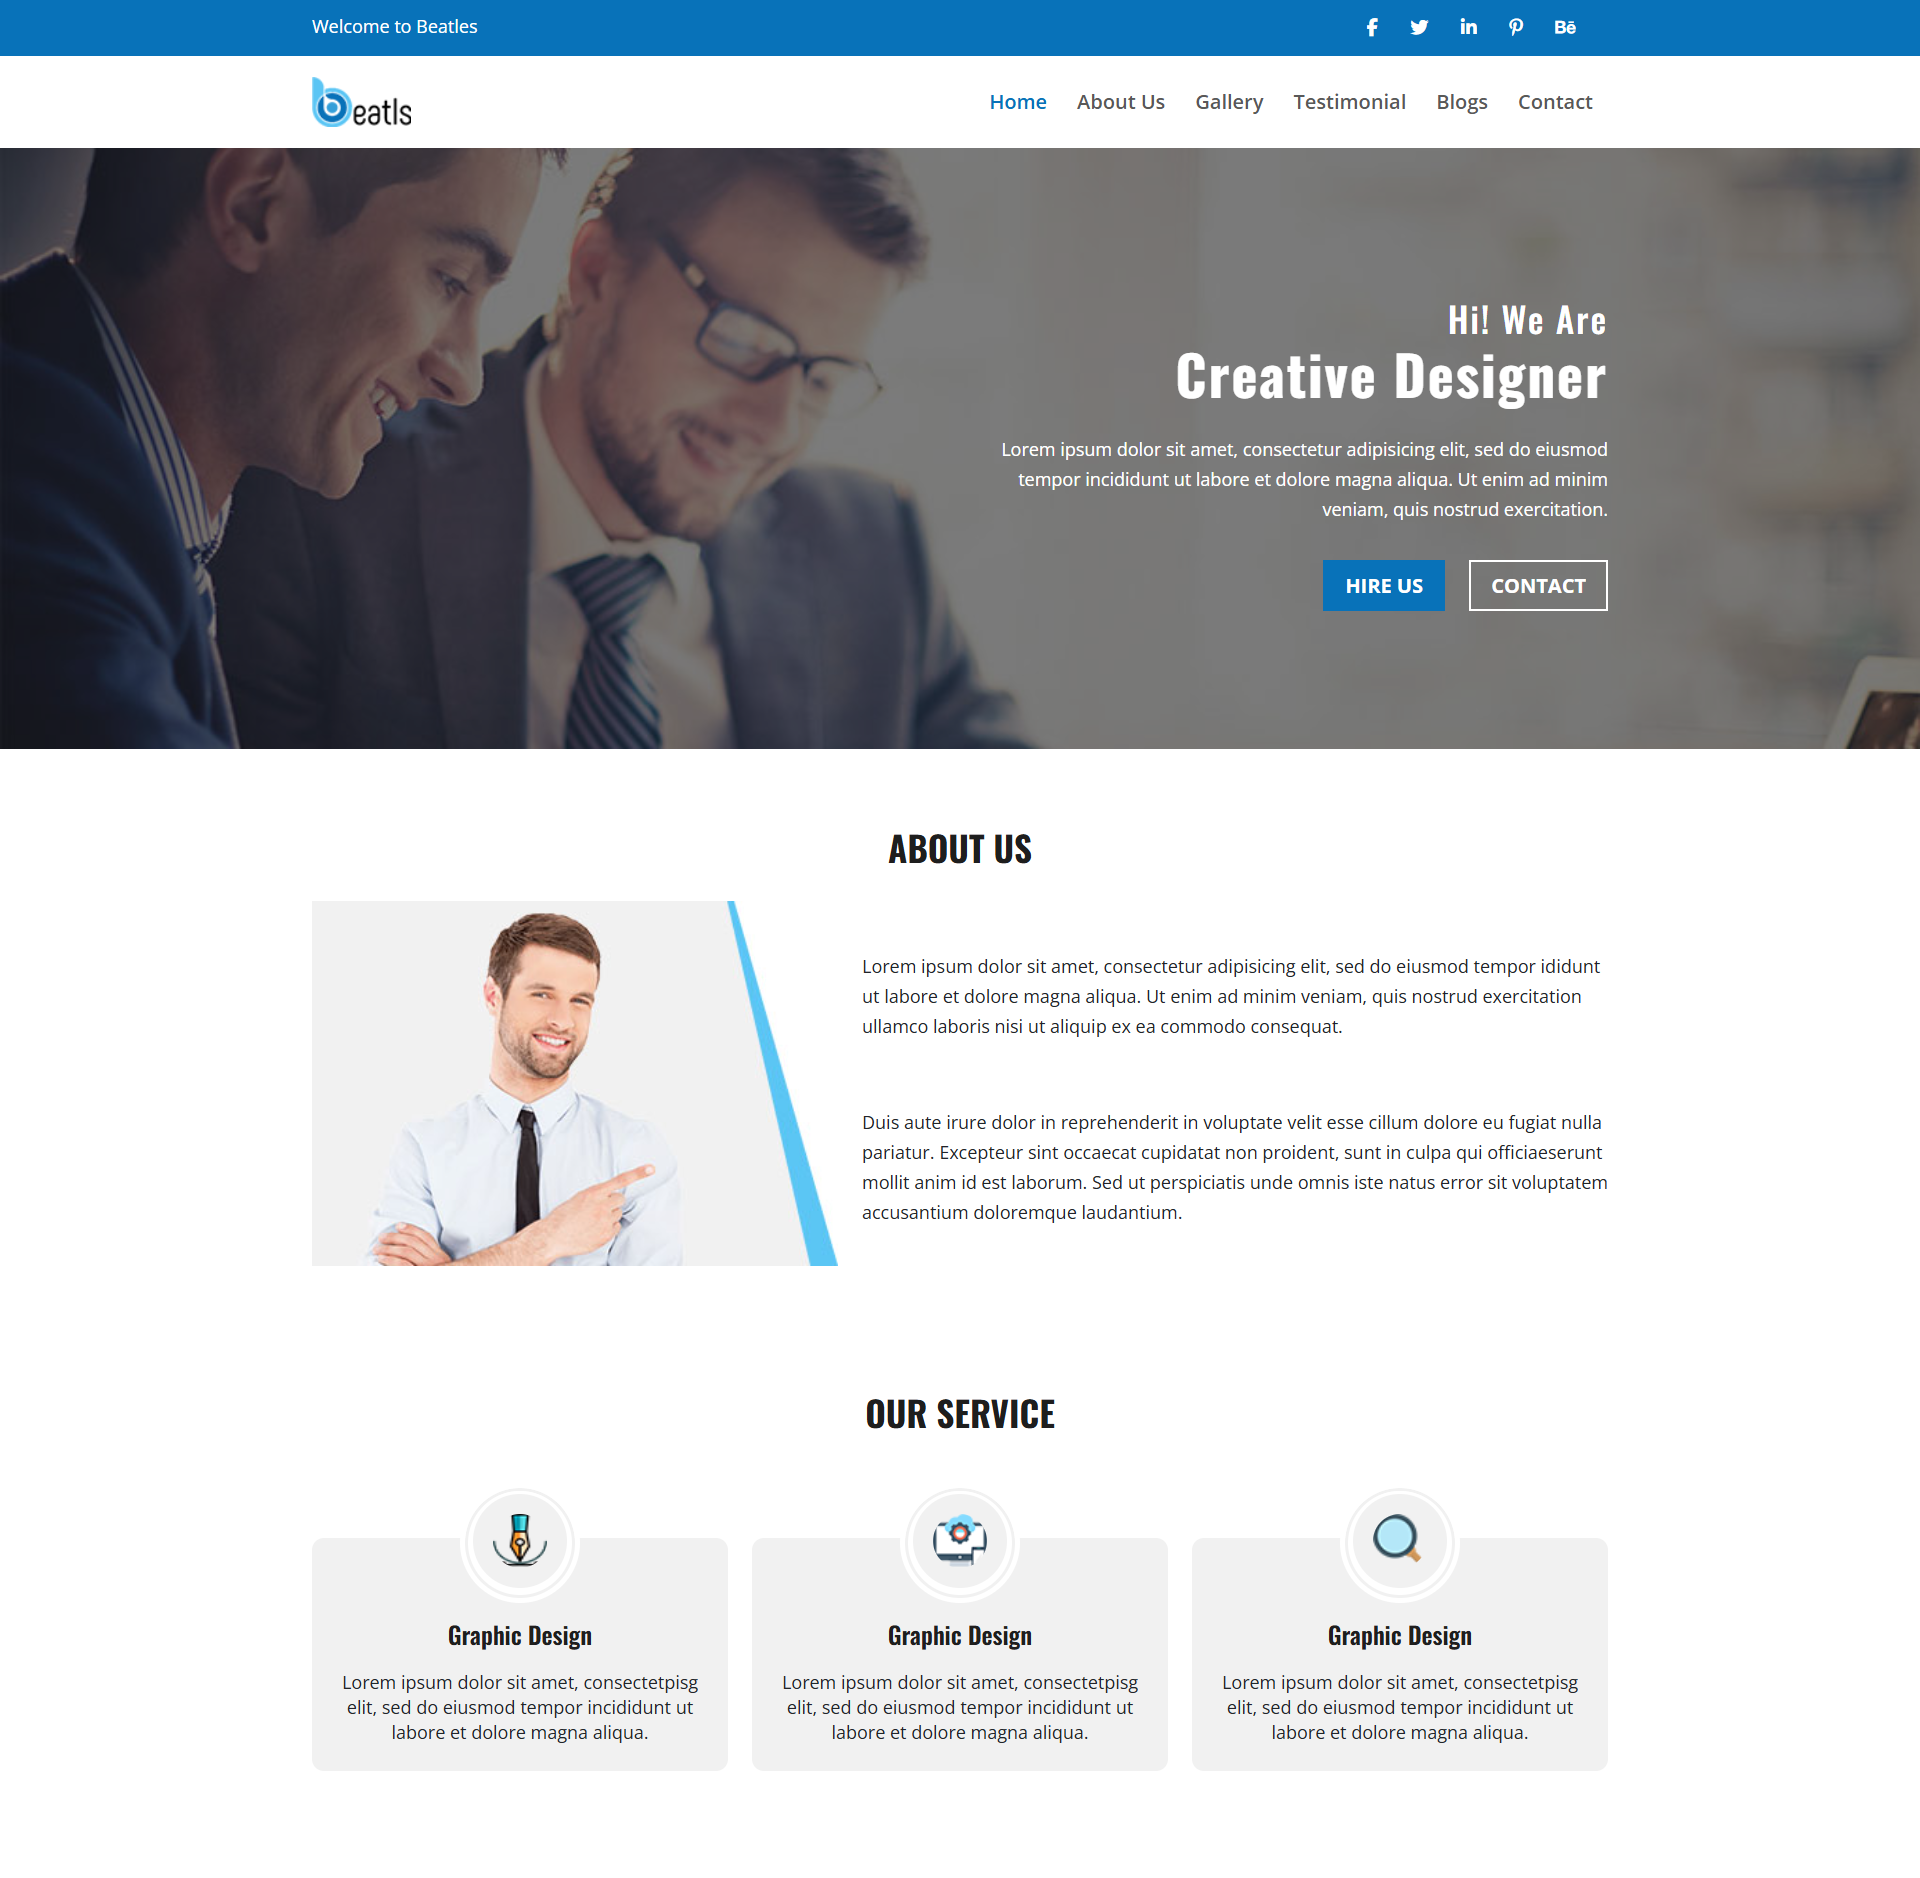 Welcome to Beatles
Bē
beatls
Home About Us Gallery Testimonial Blogs Contact
Hi! We Are
Creative Designer
Lorem ipsum dolor sit amet, consectetur adipisicing elit, sed do eiusmod
tempor incididunt ut labore et dolore magna aliqua. Ut enim ad minim
veniam, quis nostrud exercitation.
HIRE US CONTACT
ABOUT US
Lorem ipsum dolor sit amet, consectetur adipisicing elit, sed do eiusmod tempor ididunt
ut labore et dolore magna aliqua. Ut enim ad minim veniam, quis nostrud exercitation
ullamco laboris nisi ut aliquip ex ea commodo consequat.
Duis aute irure dolor in reprehenderit in voluptate velit esse cillum dolore eu fugiat nulla
pariatur. Excepteur sint occaecat cupidatat non proident, sunt in culpa qui officiaeserunt
mollit anim id est laborum. Sed ut perspiciatis unde omnis iste natus error sit voluptatem
accusantium doloremque laudantium.
OUR SERVICE
Graphic Design
Lorem ipsum dolor sit amet, consectetpisg
elit, sed do eiusmod tempor incididunt ut
labore et dolore magna aliqua.
Graphic Design
Lorem ipsum dolor sit amet, consectetpisg
elit, sed do eiusmod tempor incididunt ut
labore et dolore magna aliqua.
Graphic Design
Lorem ipsum dolor sit amet, consectetpisg
elit, sed do eiusmod tempor incididunt ut
labore et dolore magna aliqua.